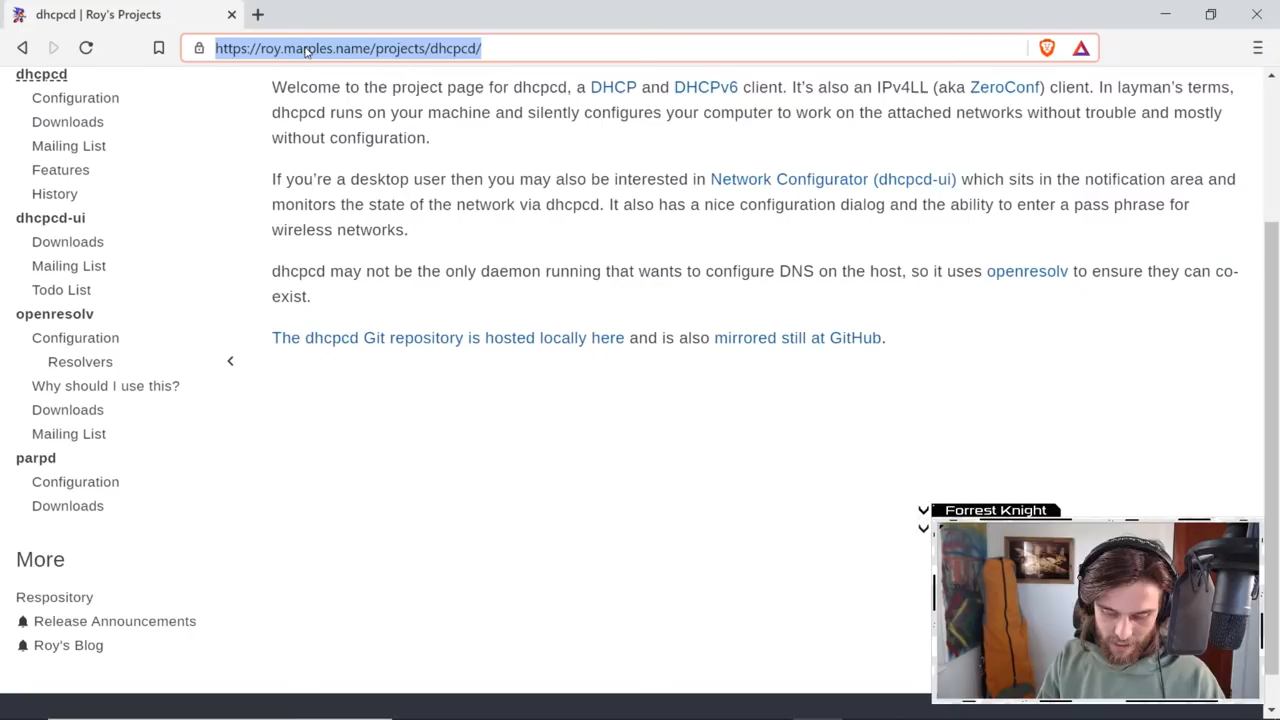 dhcpcd | Roy's Projects
https://roy.marples.name/projects/dhcpcd/
dhcpcd
Configuration
Downloads
Mailing List
Features
History
dhcpcd-ui
Downloads
Mailing List
Todo List
openresolv
Configuration
Resolvers
Why should I use this?
Downloads
Mailing List
parpd
Configuration
Downloads
More
Respository
Release Announcements
Roy's Blog
Welcome to the project page for dhcpcd, a DHCP and DHCPv6 client. It’s also an IPv4LL (aka ZeroConf) client. In layman’s terms,
dhcpcd runs on your machine and silently configures your computer to work on the attached networks without trouble and mostly
without configuration.
If you’re a desktop user then you may also be interested in Network Configurator (dhcpcd-ui) which sits in the notification area and
monitors the state of the network via dhcpcd. It also has a nice configuration dialog and the ability to enter a pass phrase for
wireless networks.
dhcpcd may not be the only daemon running that wants to configure DNS on the host, so it uses openresolv to ensure they can co-
exist.
The dhcpcd Git repository is hosted locally here and is also mirrored still at GitHub.
Forrest Knight